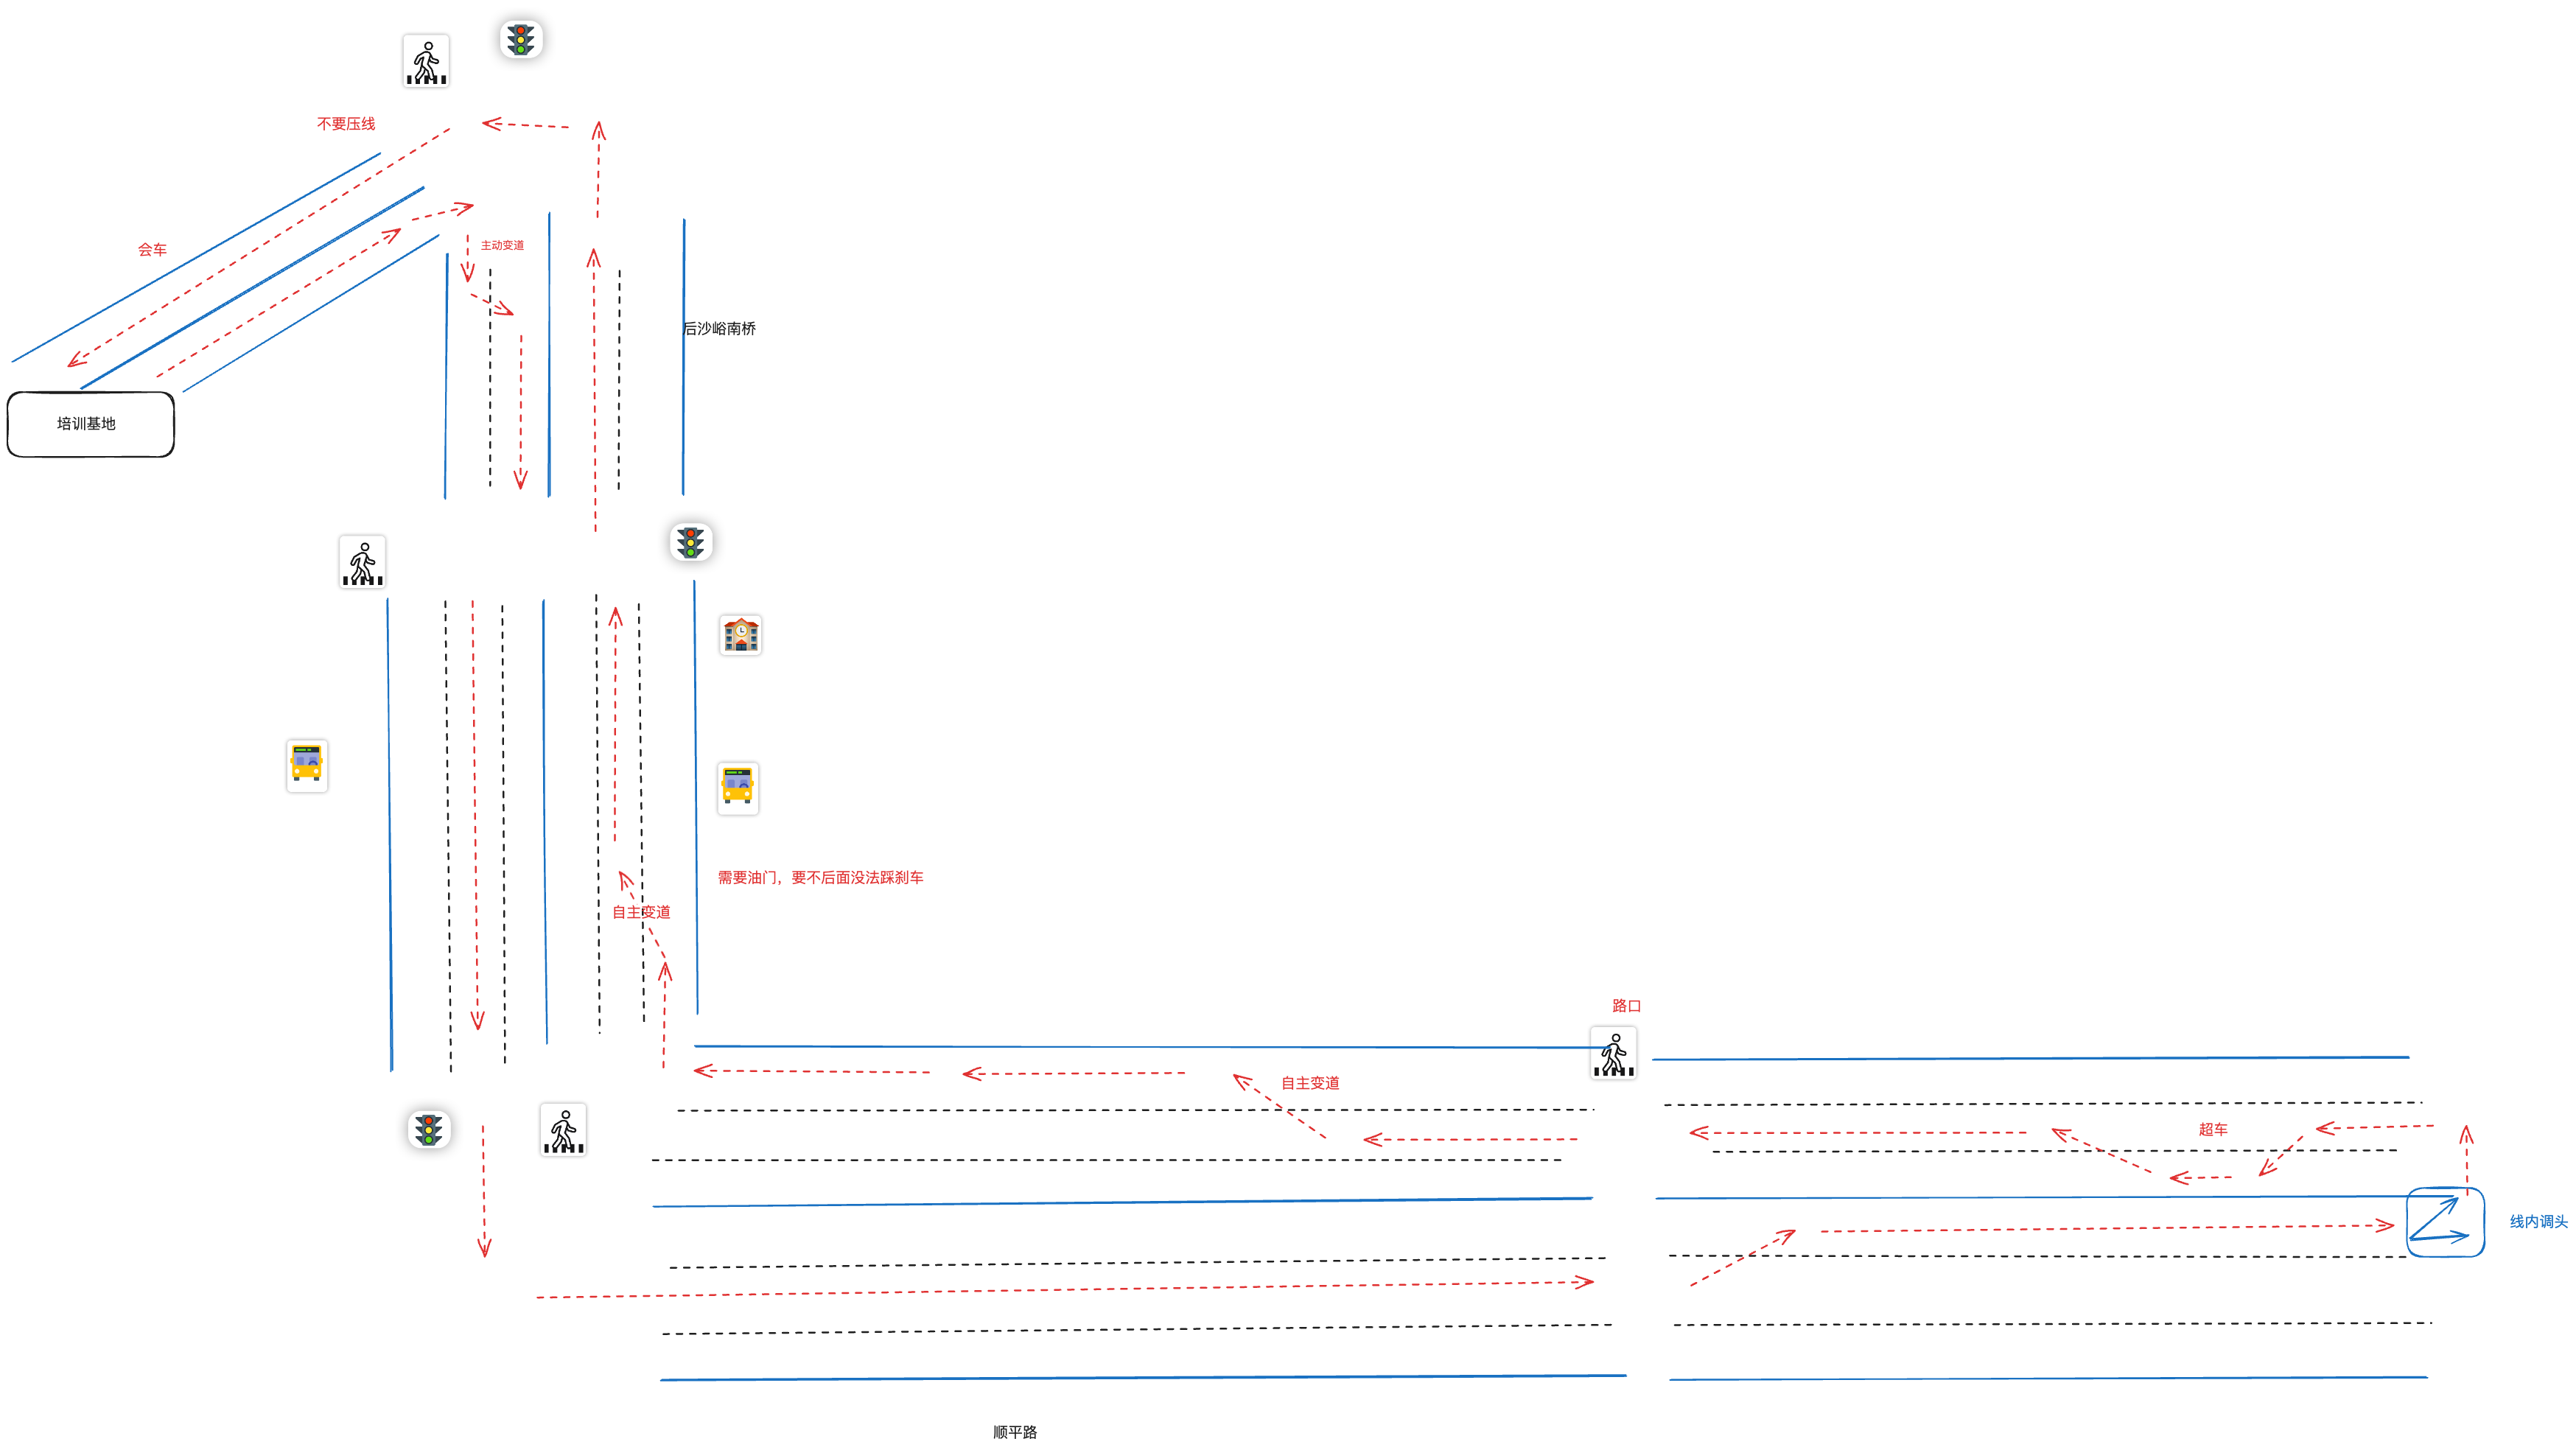 不要压线
会车
主动变道
后沙峪南桥
培训基地
需要油门，要不后面没法踩刹车
自主变道
路口
自主变道
超车
线内调头
顺平路